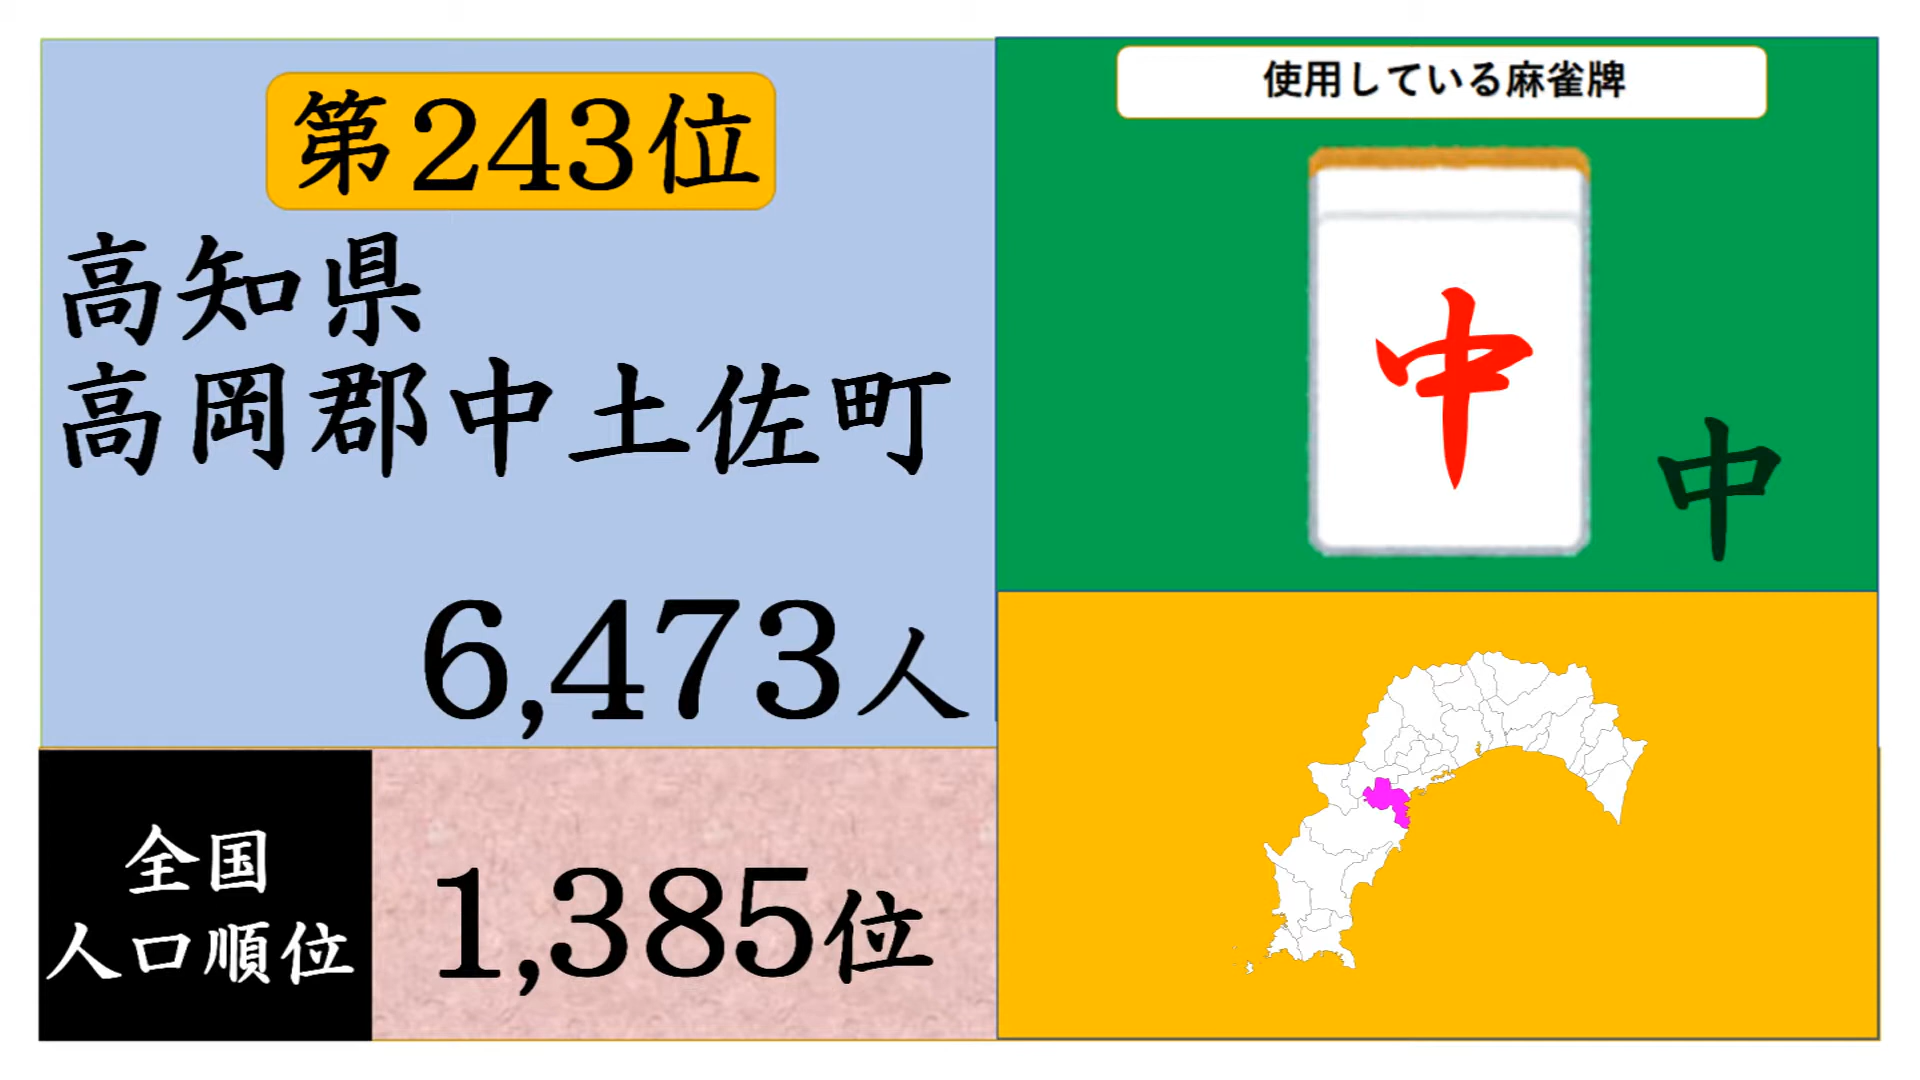 第243位
高知県
高岡郡中土佐町
6,473人
全国
人口順位
1,385位
使用している麻雀牌
中
中